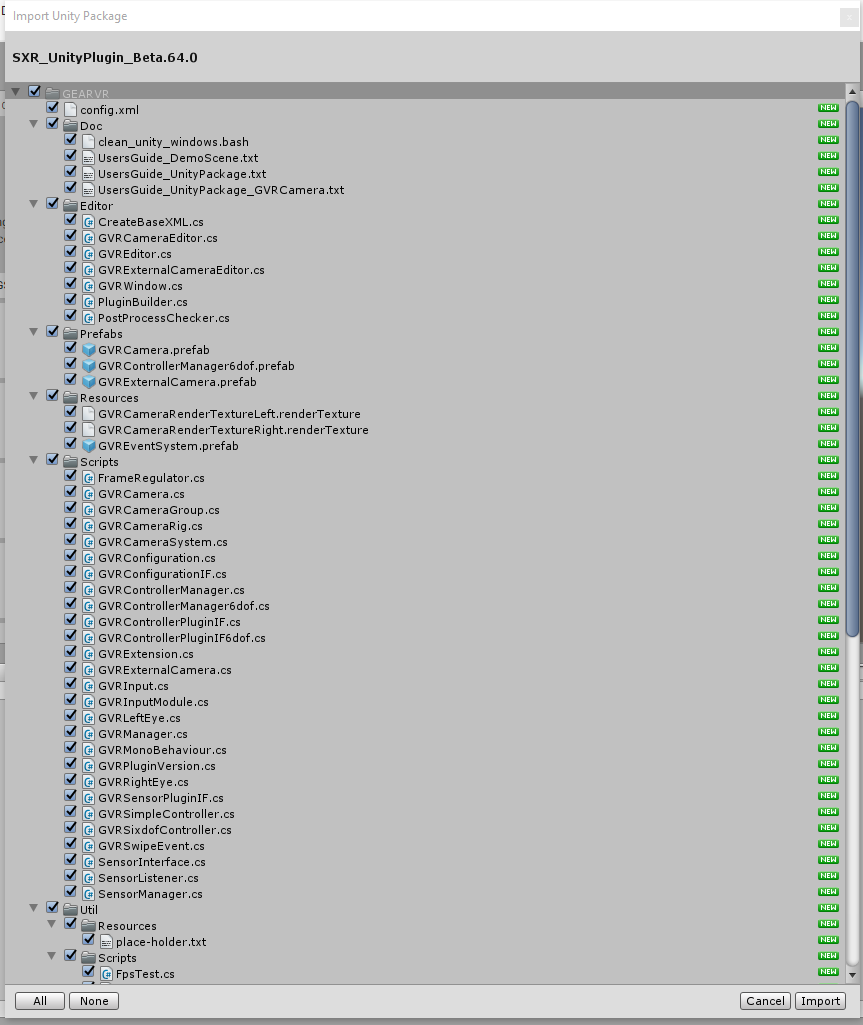 Import Unity Package
SXR_UnityPlugin_Beta.64.0
GEARVR
config.xml NEW
Doc NEW
clean_unity_windows.bash NEW
UsersGuide_DemoScene.txt NEW
UsersGuide_UnityPackage.txt NEW
UsersGuide_UnityPackage_GVRCamera.txt NEW
Editor NEW
CreateBaseXML.cs NEW
GVRCameraEditor.cs NEW
GVREditor.cs NEW
GVRExternalCameraEditor.cs NEW
GVRWindow.cs NEW
PluginBuilder.cs NEW
PostProcessChecker.cs NEW
Prefabs NEW
GVRCamera.prefab NEW
GVRControllerManager6dof.prefab NEW
GVRExternalCamera.prefab NEW
Resources NEW
GVRCameraRenderTextureLeft.renderTexture NEW
GVRCameraRenderTextureRight.renderTexture NEW
GVREventSystem.prefab NEW
Scripts NEW
FrameRegulator.cs NEW
GVRCamera.cs NEW
GVRCameraGroup.cs NEW
GVRCameraRig.cs NEW
GVRCameraSystem.cs NEW
GVRConfiguration.cs NEW
GVRConfigurationIF.cs NEW
GVRControllerManager.cs NEW
GVRControllerManager6dof.cs NEW
GVRControllerPluginIF.cs NEW
GVRControllerPluginIF6dof.cs NEW
GVRExtension.cs NEW
GVRExternalCamera.cs NEW
GVRInput.cs NEW
GVRInputModule.cs NEW
GVRLeftEye.cs NEW
GVRManager.cs NEW
GVRMonoBehaviour.cs NEW
GVRPluginVersion.cs NEW
GVRRightEye.cs NEW
GVRSensorPluginIF.cs NEW
GVRSimpleController.cs NEW
GVRSixdofController.cs NEW
GVRSwipeEvent.cs NEW
SensorInterface.cs NEW
SensorListener.cs NEW
SensorManager.cs NEW
Util NEW
Resources NEW
place-holder.txt NEW
Scripts NEW
FpsTest.cs NEW
All None Cancel Import